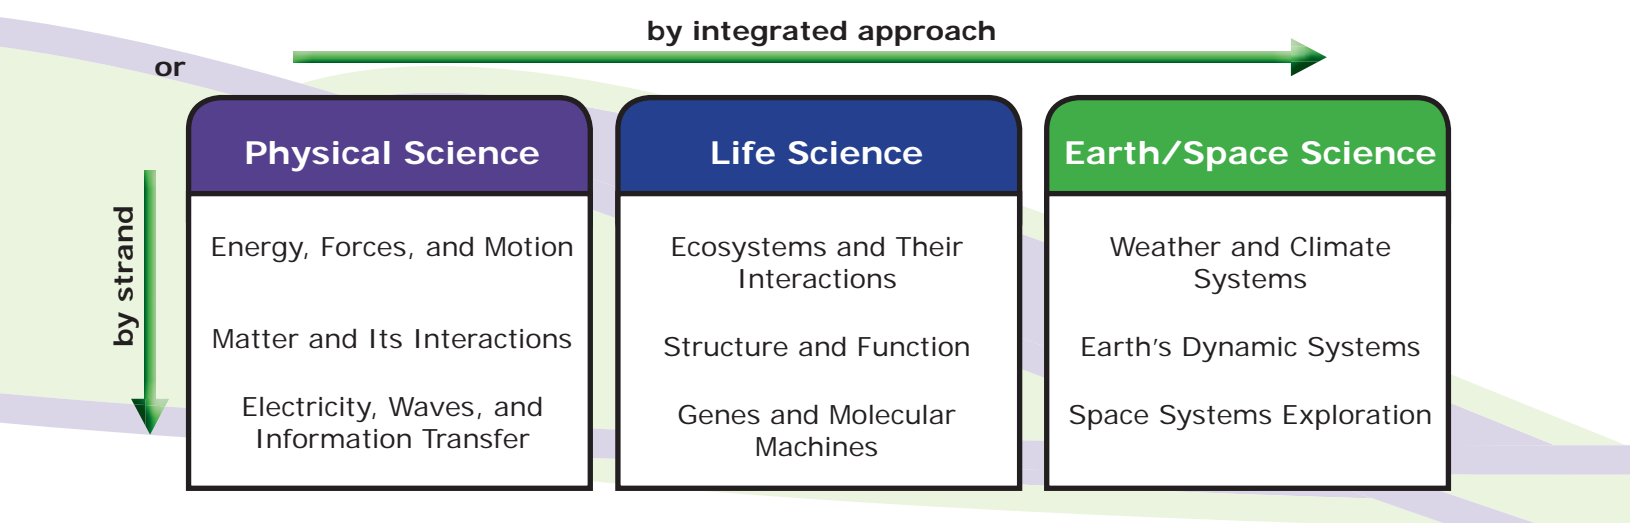 by integrated approach
or
by strand
Physical Science
Energy, Forces, and Motion
Matter and Its Interactions
Electricity, Waves, and
Information Transfer
Life Science
Ecosystems and Their
Interactions
Structure and Function
Genes and Molecular
Machines
Earth/Space Science
Weather and Climate
Systems
Earth's Dynamic Systems
Space Systems Exploration